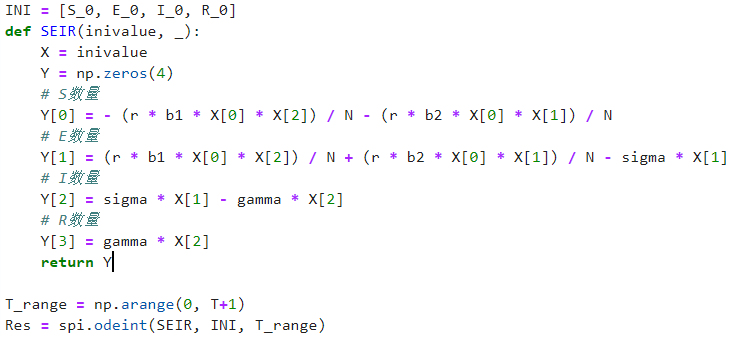 INI = [S_0, E_0, I_0, R_0]
def SEIR(inivalue, _):
    X = inivalue
    Y = np.zeros(4)
    # S数量
    Y[0] = - (r * b1 * X[0] * X[2]) / N - (r * b2 * X[0] * X[1]) / N
    # E数量
    Y[1] = (r * b1 * X[0] * X[2]) / N + (r * b2 * X[0] * X[1]) / N - sigma * X[1]
    # I数量
    Y[2] = sigma * X[1] - gamma * X[2]
    # R数量
    Y[3] = gamma * X[2]
    return Y
T_range = np.arange(0, T+1)
Res = spi.odeint(SEIR, INI, T_range)